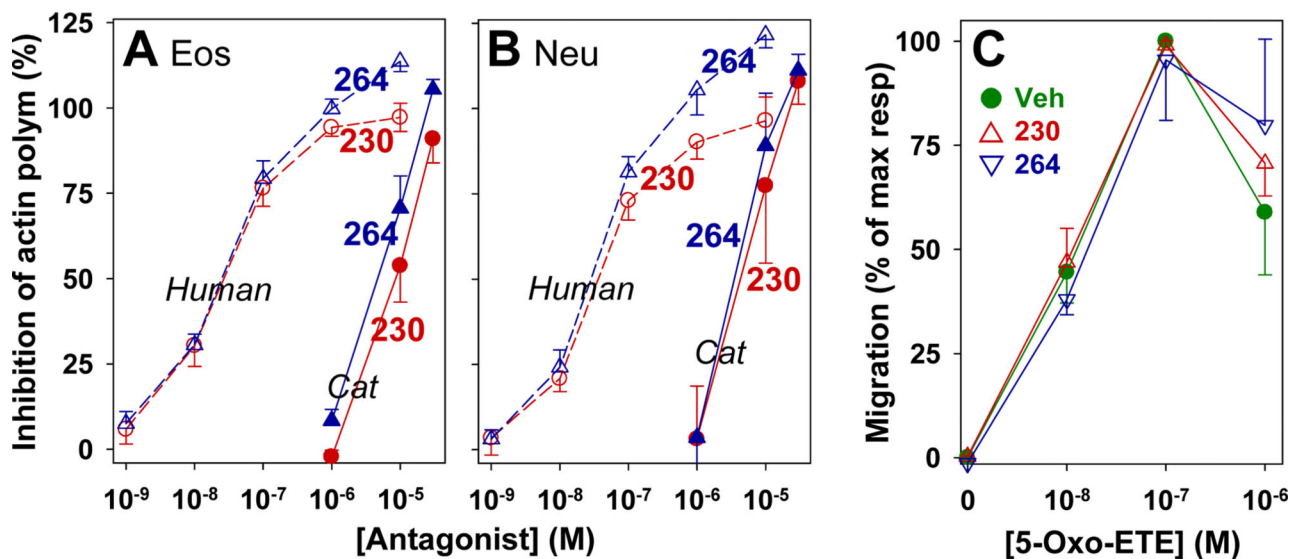 A Eos
B Neu
C
Inhibition of actin polym (%)
125
100
75
50
25
0
264
230
Human
264
230
Cat
10⁻⁹
10⁻⁸
10⁻⁷
10⁻⁶
10⁻⁵
264
230
Human
264
230
Cat
10⁻⁹
10⁻⁸
10⁻⁷
10⁻⁶
10⁻⁵
[Antagonist] (M)
Migration (% of max resp)
100
75
50
25
0
Veh
230
264
0
10⁻⁸
10⁻⁷
10⁻⁶
[5-Oxo-ETE] (M)